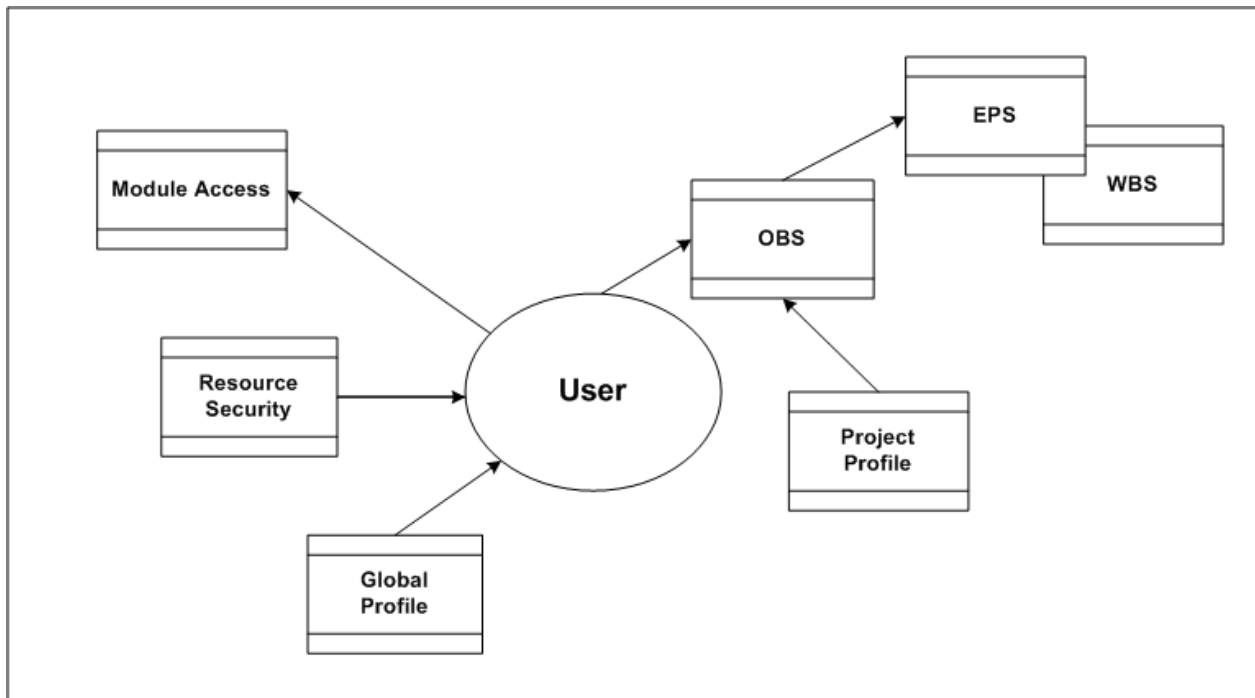 EPS
WBS
Module Access
OBS
Resource
Security
User
Project
Profile
Global
Profile